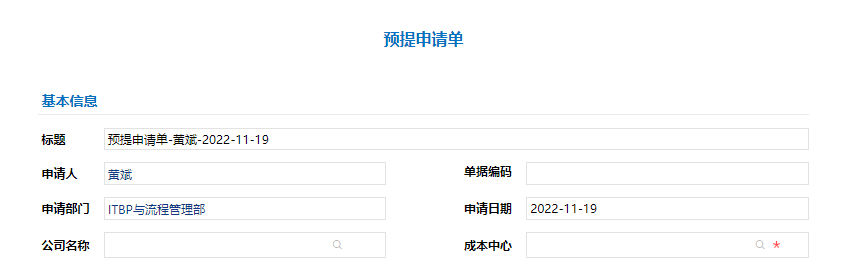 预提申请单
基本信息
标题 预提申请单-黄斌-2022-11-19
申请人 黄斌 单据编码
申请部门 ITBP与流程管理部 申请日期 2022-11-19
公司名称 成本中心 *